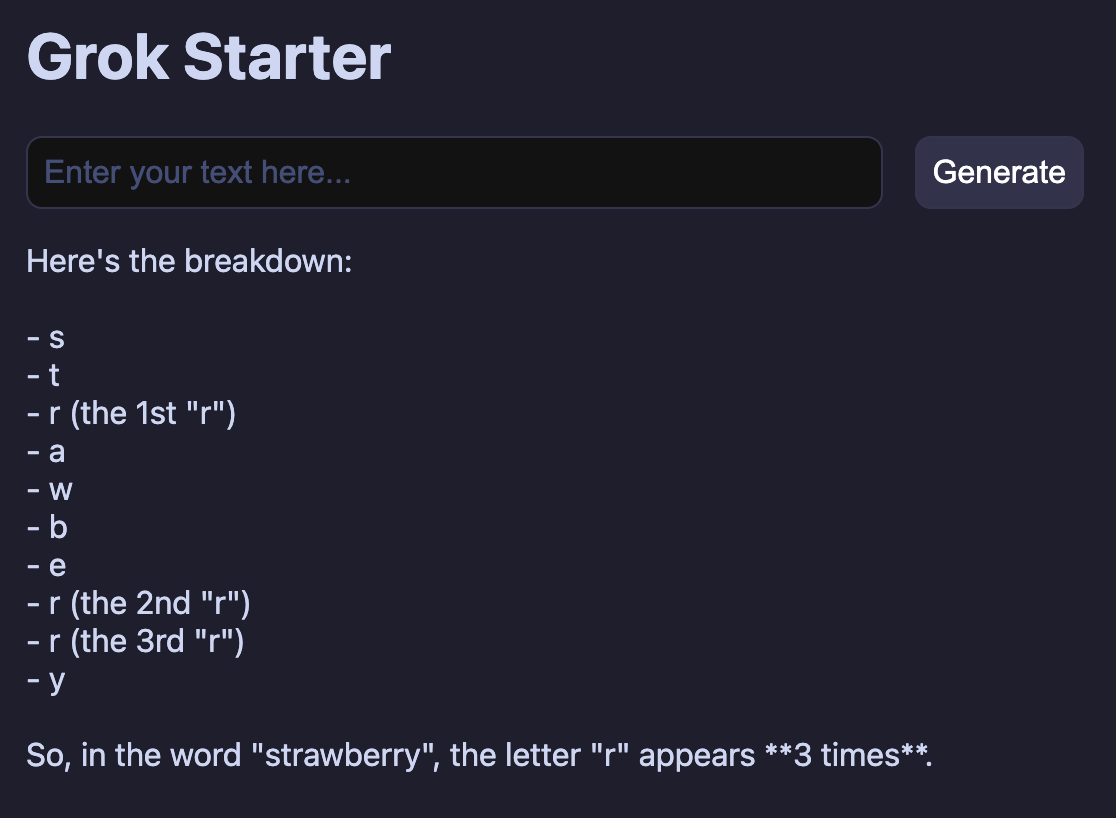 Grok Starter
Enter your text here...
Generate
Here's the breakdown:
- s
- t
- r (the 1st "r")
- a
- w
- b
- e
- r (the 2nd "r")
- r (the 3rd "r")
- y
So, in the word "strawberry", the letter "r" appears **3 times**.